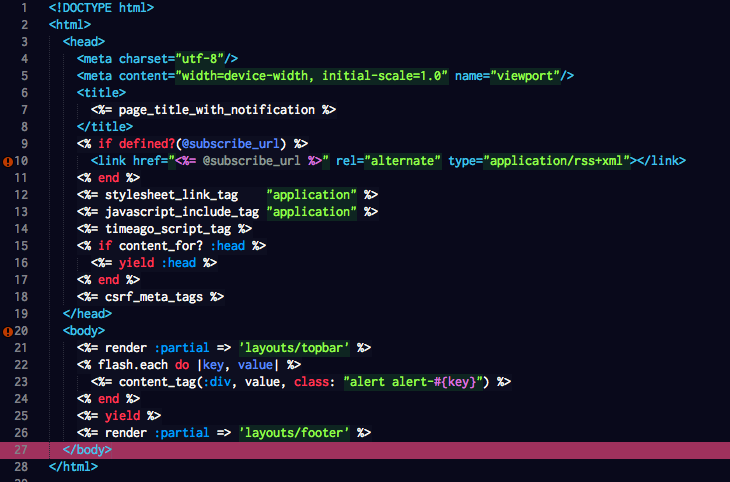 1 <!DOCTYPE html>
2 <html>
3 <head>
4 <meta charset="utf-8"/>
5 <meta content="width=device-width, initial-scale=1.0" name="viewport"/>
6 <title>
7 <%= page_title_with_notification %>
8 </title>
9 <% if defined?(@subscribe_url) %>
10 <link href="<%= @subscribe_url %>" rel="alternate" type="application/rss+xml"></link>
11 <% end %>
12 <%= stylesheet_link_tag    "application" %>
13 <%= javascript_include_tag "application" %>
14 <%= timeago_script_tag %>
15 <% if content_for? :head %>
16 <%= yield :head %>
17 <% end %>
18 <%= csrf_meta_tags %>
19 </head>
20 <body>
21 <%= render :partial => 'layouts/topbar' %>
22 <% flash.each do |key, value| %>
23 <%= content_tag(:div, value, class: "alert alert-#{key}") %>
24 <% end %>
25 <%= yield %>
26 <%= render :partial => 'layouts/footer' %>
27 </body>
28 </html>